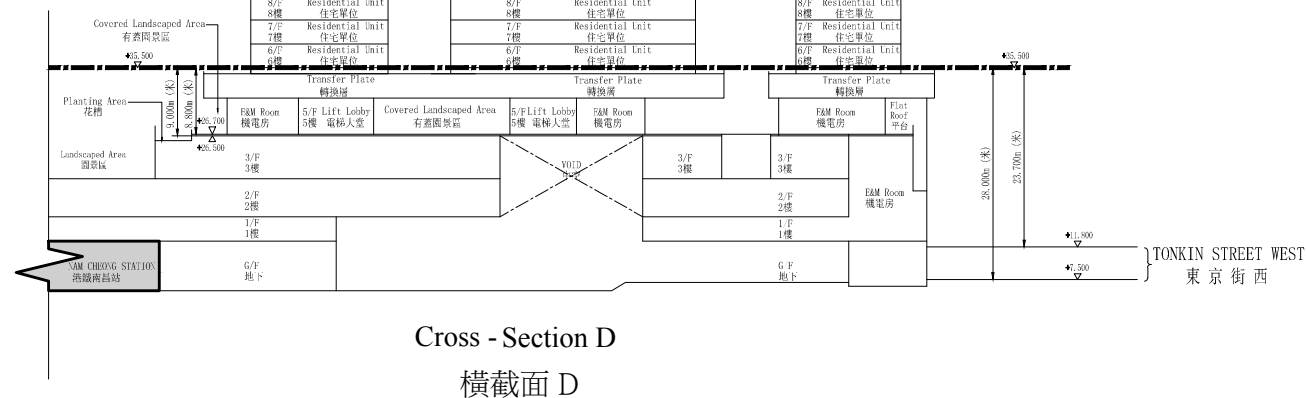 8/F Residential Unit
8樓 住宅單位
7/F Residential Unit
7樓 住宅單位
6/F Residential Unit
6樓 住宅單位
8/F Residential Unit
8樓 住宅單位
7/F Residential Unit
7樓 住宅單位
6/F Residential Unit
6樓 住宅單位
8/F Residential Unit
8樓 住宅單位
7/F Residential Unit
7樓 住宅單位
6/F Residential Unit
6樓 住宅單位
Covered Landscaped Area
有蓋園景區
+35.500
+35.500
Transfer Plate
轉換層
Transfer Plate
轉換層
Transfer Plate
轉換層
9.000m (米)
8.800m (米)
Planting Area
花槽
+26.700
+26.500
E&M Room
機電房
5/F Lift Lobby
5樓 電梯大堂
Covered Landscaped Area
有蓋園景區
5/F Lift Lobby
5樓 電梯大堂
E&M Room
機電房
E&M Room
機電房
Flat
Roof
平台
Landscaped Area
園景區
3/F
3樓
VOID
3/F
3樓
3/F
3樓
28.000m (米)
23.700m (米)
2/F
2樓
2/F
2樓
E&M Room
機電房
1/F
1樓
1/F
1樓
+11.800
NAM CHEONG STATION
港鐵南昌站
G/F
地下
G F
地下
+7.500
TONKIN STREET WEST
東京街西
Cross - Section D
橫截面 D